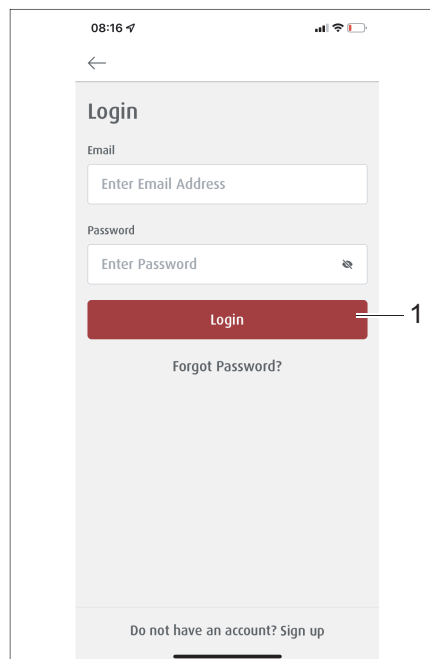 08:16
Login
Email
Enter Email Address
Password
Enter Password
Login
1
Forgot Password?
Do not have an account? Sign up